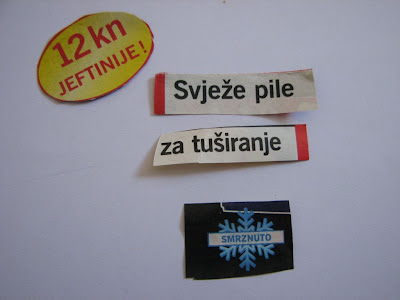 12 kn
JEFTINIJE!
Svježe pile
za tuširanje
SMRZNUTO